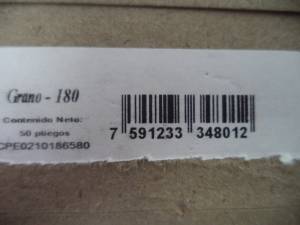 Grano - 180
Contenido Neto:
50 pliegos
CPE0210186580
7 591233 348012